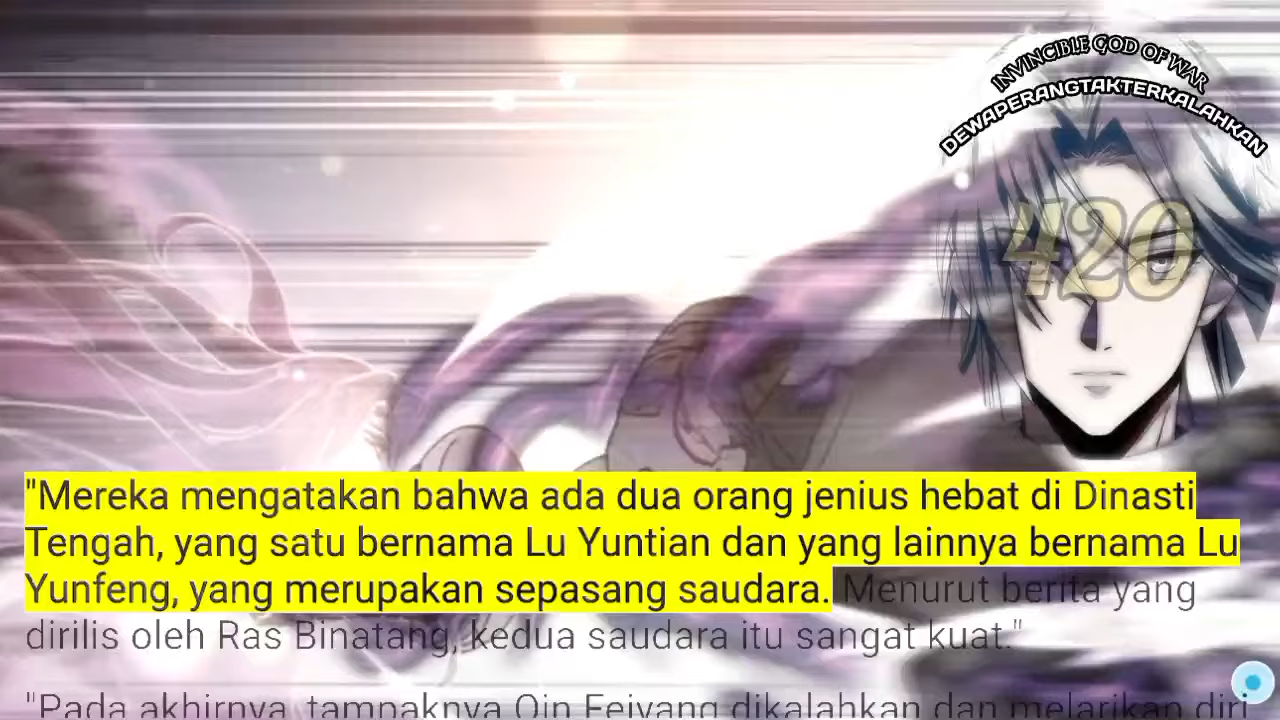 INVINCIBLE GOD OF WAR
DEWAPERANGTAKTERKALAHKAN
420
"Mereka mengatakan bahwa ada dua orang jenius hebat di Dinasti
Tengah, yang satu bernama Lu Yuntian dan yang lainnya bernama Lu
Yunfeng, yang merupakan sepasang saudara. Menurut berita yang
dirilis oleh Ras Binatang, kedua saudara itu sangat kuat."
"Pada akhirnya, tampaknya Qin Feiyang dikalahkan dan melarikan diri